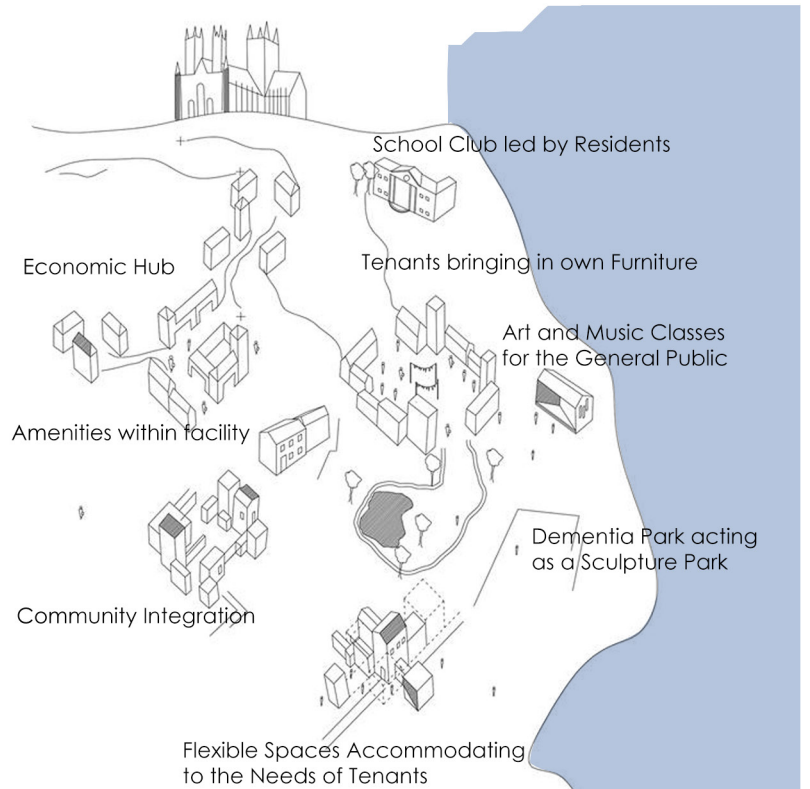 School Club led by Residents
Economic Hub
Tenants bringing in own Furniture
Art and Music Classes
for the General Public
Amenities within facility
Dementia Park acting
as a Sculpture Park
Community Integration
Flexible Spaces Accommodating
to the Needs of Tenants